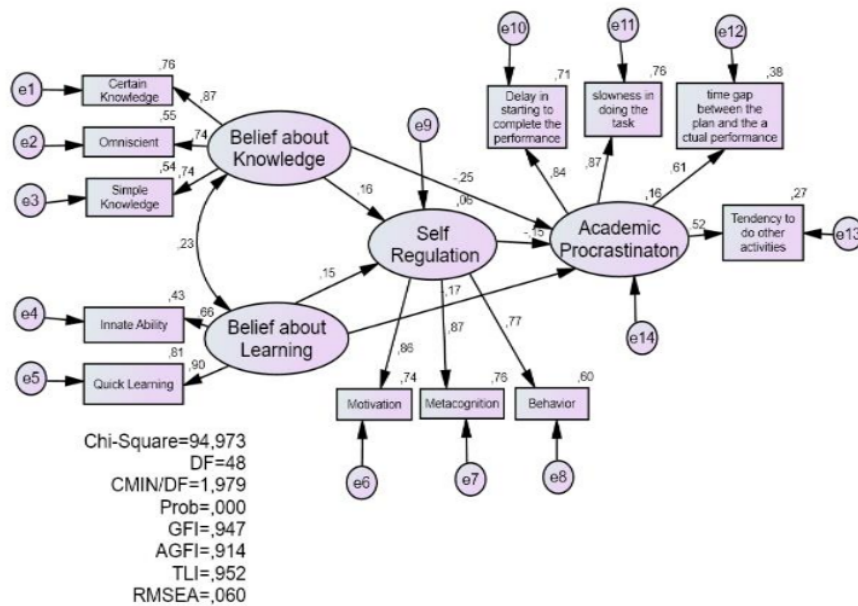 e10
e11
e12
,71
,76
,38
Delay in
starting to
complete the
performance
slowness in
doing the
task
time gap
between the
plan and the a
ctual performance
,84
,87
,61
e1
,76
Certain
Knowledge
,87
e2
,55
Omniscient
,74
e3
,54
Simple
Knowledge
,74
Belief about
Knowledge
e9
-,25
,16
,06
Self
Regulation
-,15
,16
Academic
Procrastinaton
,52
,27
Tendency to
do other
activities
e13
,23
,15
-,17
e14
e4
,43
Innate Ability
,66
e5
,81
Quick Learning
,90
Belief about
Learning
,86
,87
,77
,74
Motivation
,76
Metacognition
,60
Behavior
e6
e7
e8
Chi-Square=94,973
DF=48
CMIN/DF=1,979
Prob=,000
GFI=,947
AGFI=,914
TLI=,952
RMSEA=,060